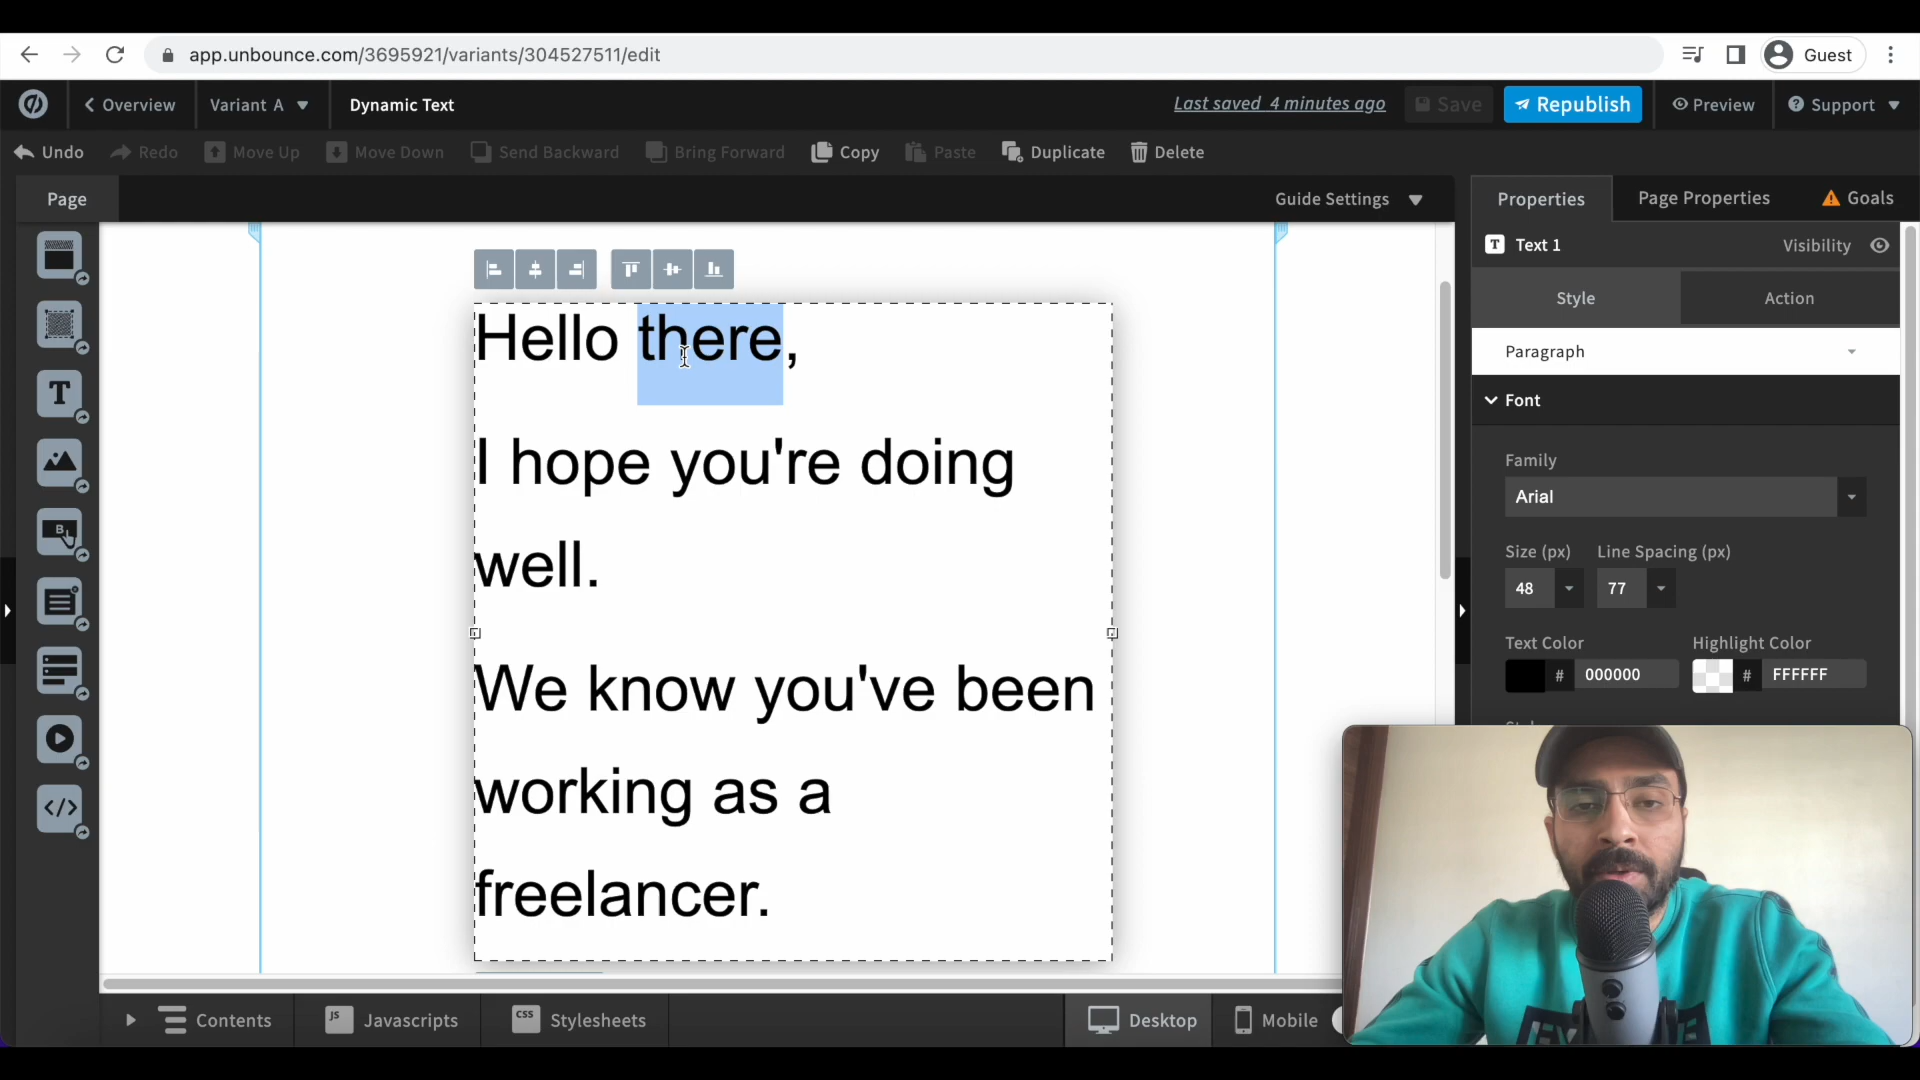 app.unbounce.com/3695921/variants/304527511/edit
Guest
Overview
Variant A
Dynamic Text
Last saved 4 minutes ago
Save
Republish
Preview
Support
Undo
Redo
Move Up
Move Down
Send Backward
Bring Forward
Copy
Paste
Duplicate
Delete
Page
Guide Settings
Properties
Page Properties
Goals
T
Text 1
Visibility
Style
Action
Paragraph
Font
Family
Arial
Size (px)
Line Spacing (px)
48
77
Text Color
Highlight Color
# 000000
# FFFFFF
T
B
</>
Hello there,
I hope you're doing
well.
We know you've been
working as a
freelancer.
Contents
JS
Javascripts
CSS
Stylesheets
Desktop
Mobile